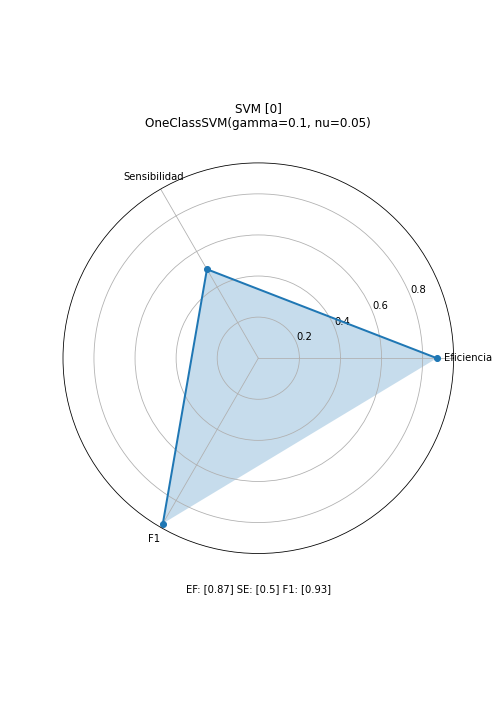 SVM [0]
OneClassSVM(gamma=0.1, nu=0.05)
Sensibilidad
0.8
0.6
0.4
0.2
Eficiencia
F1
EF: [0.87] SE: [0.5] F1: [0.93]